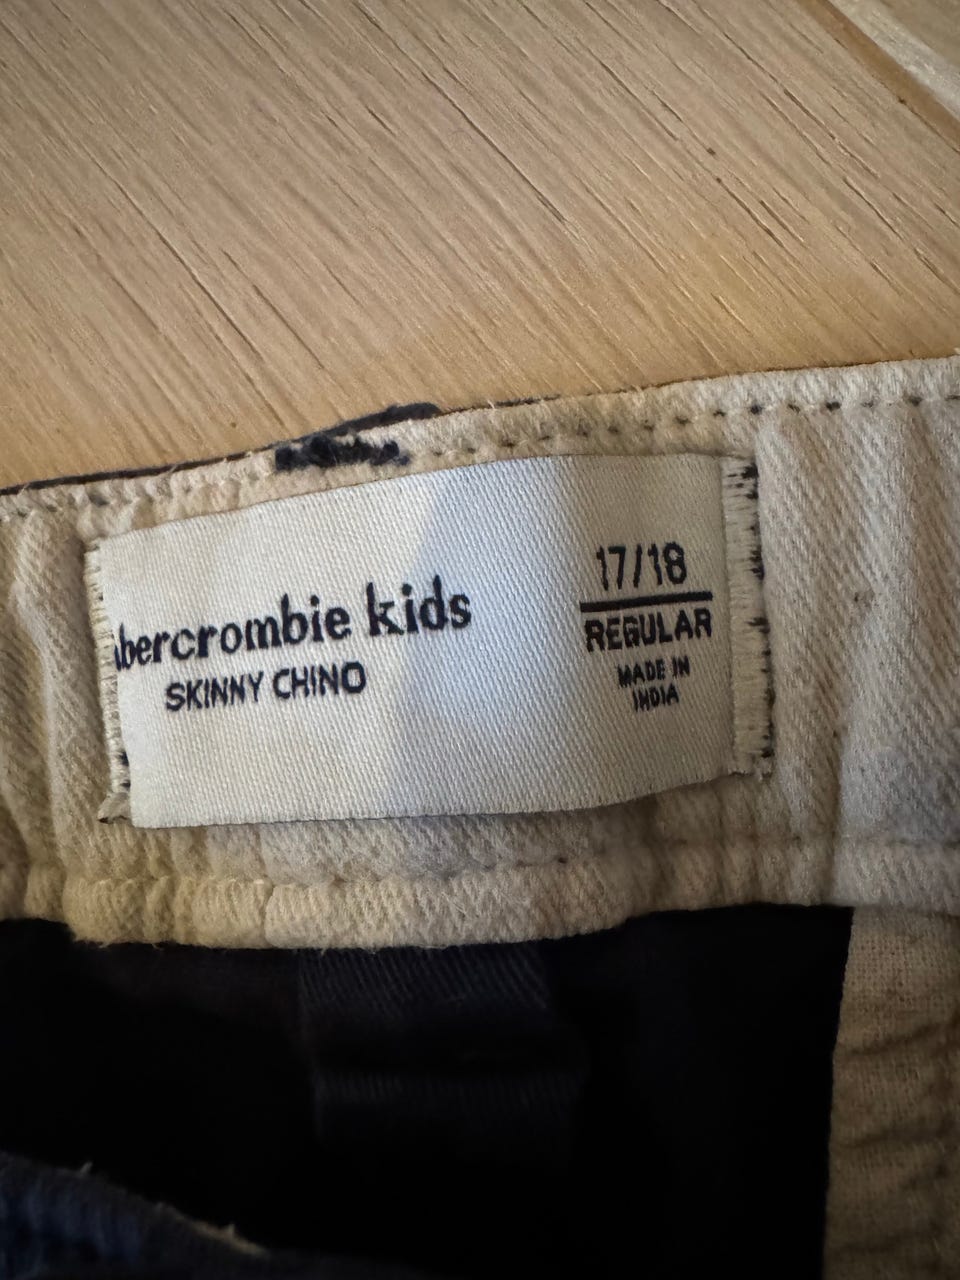 abercrombie kids
SKINNY CHINO
17/18
REGULAR
MADE IN
INDIA